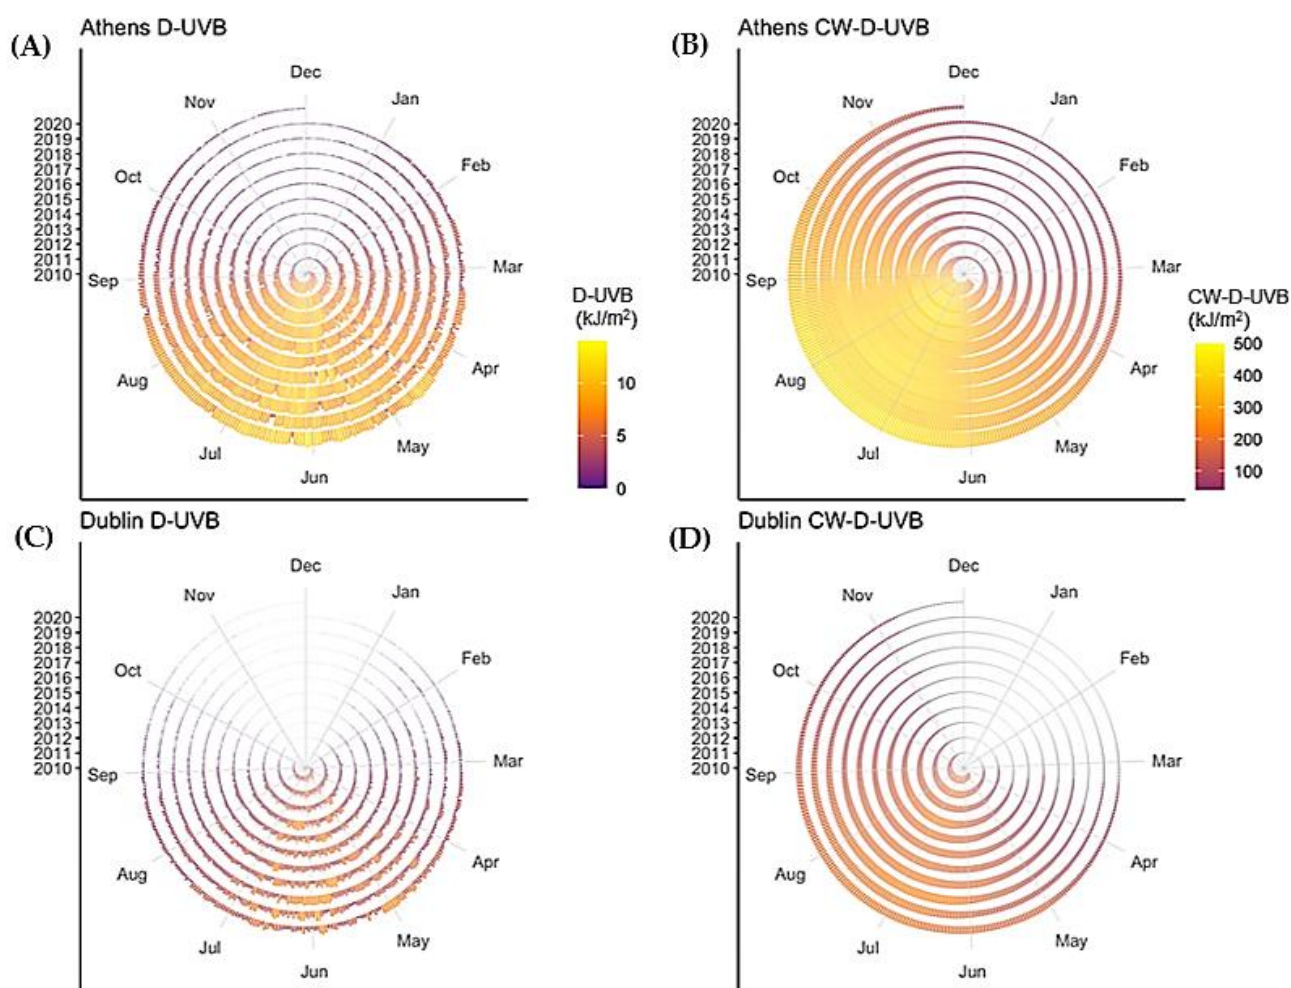 (A)
Athens D-UVB
Dec
Nov
Jan
Oct
Feb
Sep
Mar
Aug
Apr
Jul
May
Jun
2020
2019
2018
2017
2016
2015
2014
2013
2012
2011
2010
D-UVB
(kJ/m²)
10
5
0
(B)
Athens CW-D-UVB
Dec
Nov
Jan
Oct
Feb
Sep
Mar
Aug
Apr
Jul
May
Jun
2020
2019
2018
2017
2016
2015
2014
2013
2012
2011
2010
CW-D-UVB
(kJ/m²)
500
400
300
200
100
(C)
Dublin D-UVB
Dec
Nov
Jan
Oct
Feb
Sep
Mar
Aug
Apr
Jul
May
Jun
2020
2019
2018
2017
2016
2015
2014
2013
2012
2011
2010
(D)
Dublin CW-D-UVB
Dec
Nov
Jan
Oct
Feb
Sep
Mar
Aug
Apr
Jul
May
Jun
2020
2019
2018
2017
2016
2015
2014
2013
2012
2011
2010